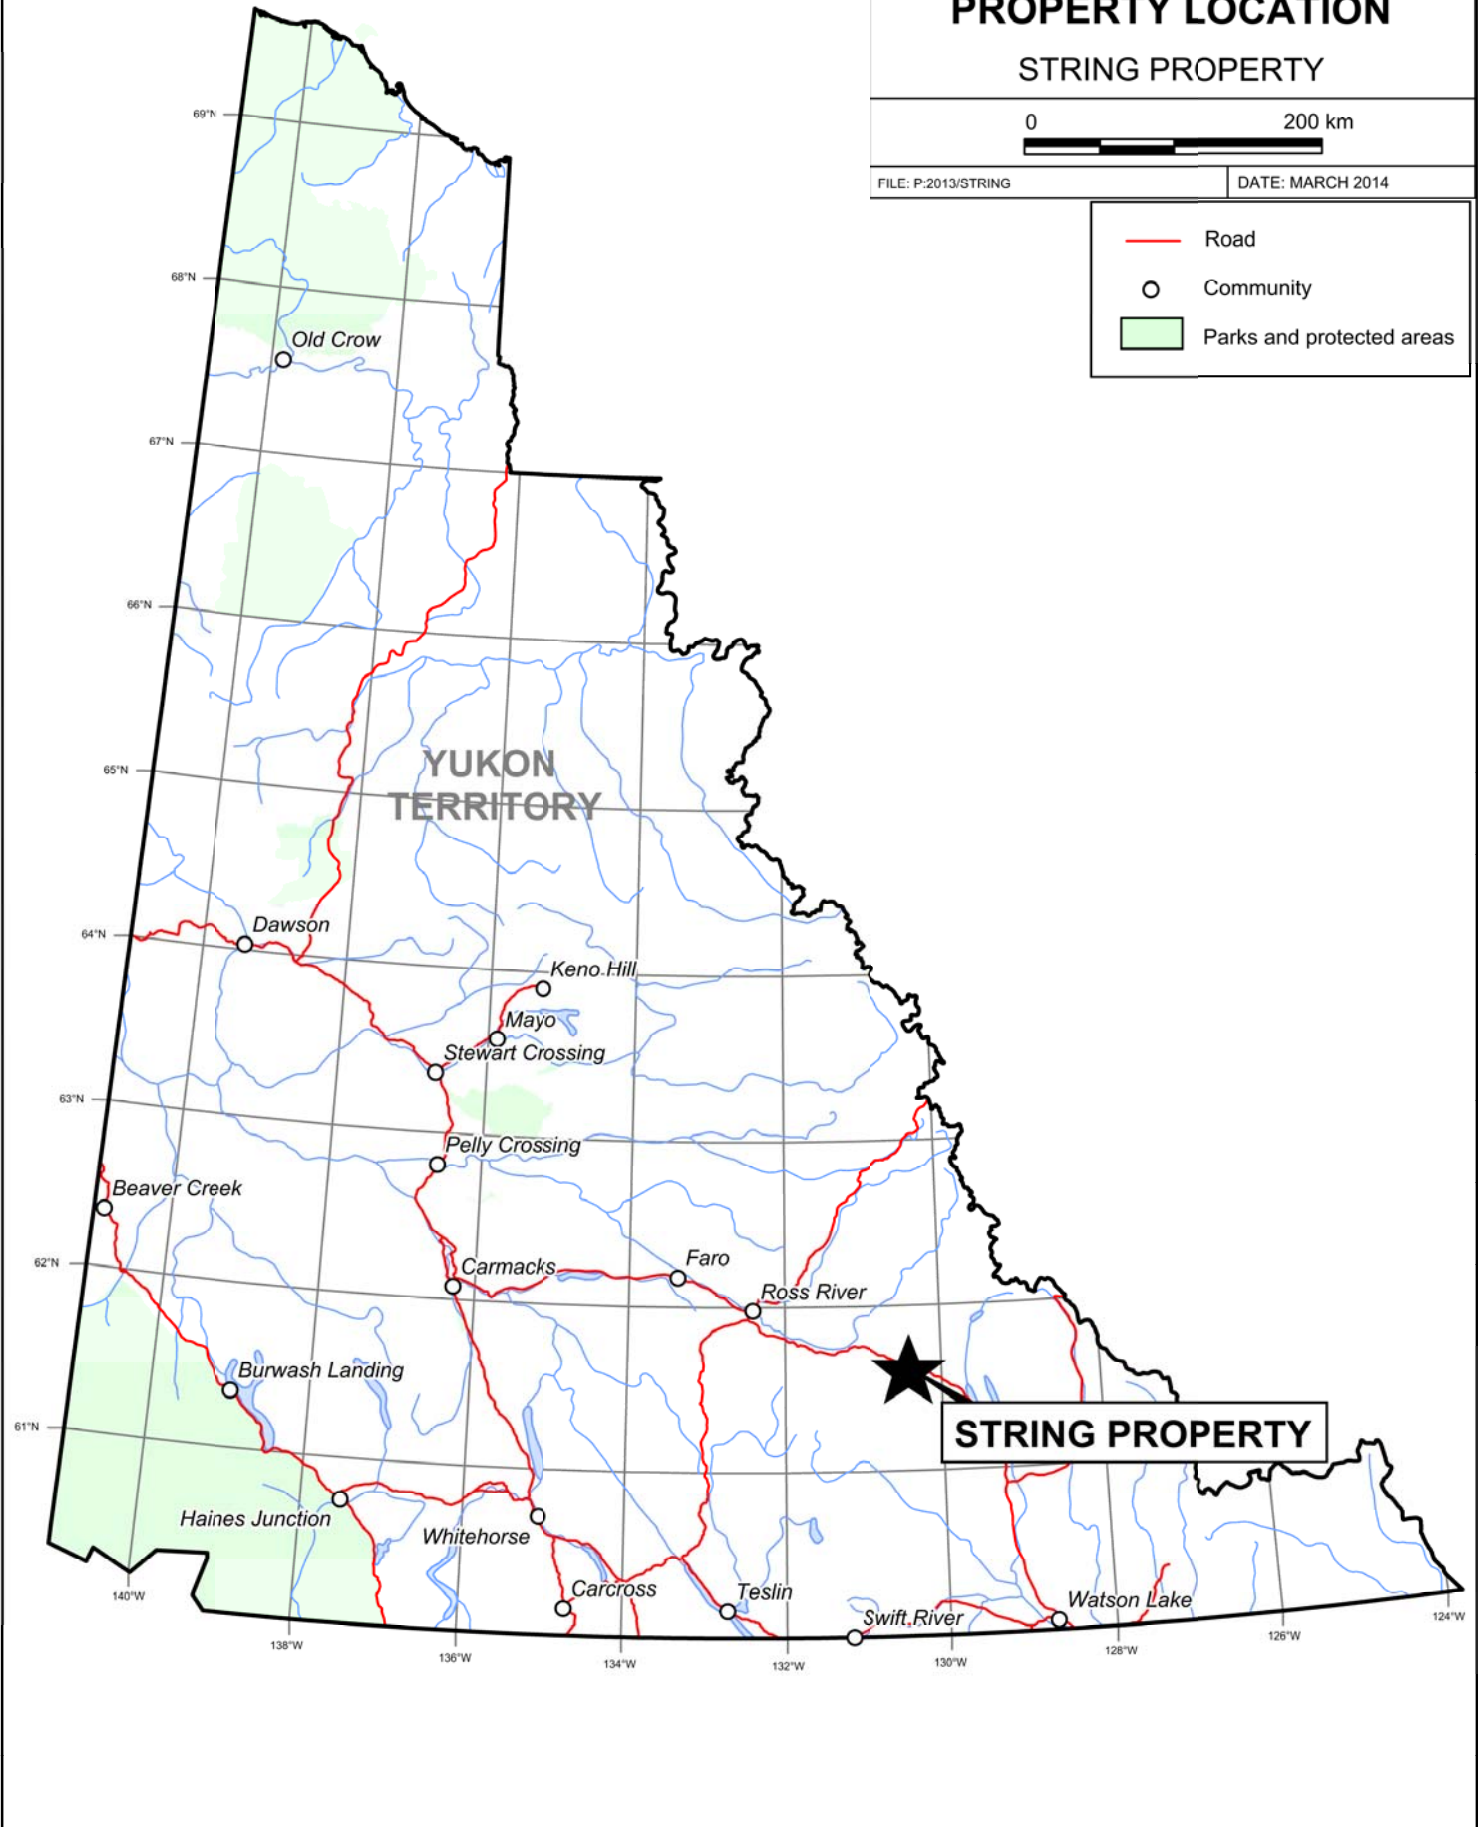 PROPERTY LOCATION
STRING PROPERTY
0 200 km
FILE: P:2013/STRING DATE: MARCH 2014
Road
Community
Parks and protected areas
69°N
68°N
Old Crow
67°N
66°N
65°N
YUKON
TERRITORY
64°N
Dawson
Keno Hill
Mayo
Stewart Crossing
63°N
Pelly Crossing
Beaver Creek
62°N
Carmacks
Faro
Ross River
Burwash Landing
61°N
STRING PROPERTY
Haines Junction
Whitehorse
Carcross
Teslin
Swift River
Watson Lake
140°W
138°W
136°W
134°W
132°W
130°W
128°W
126°W
124°W